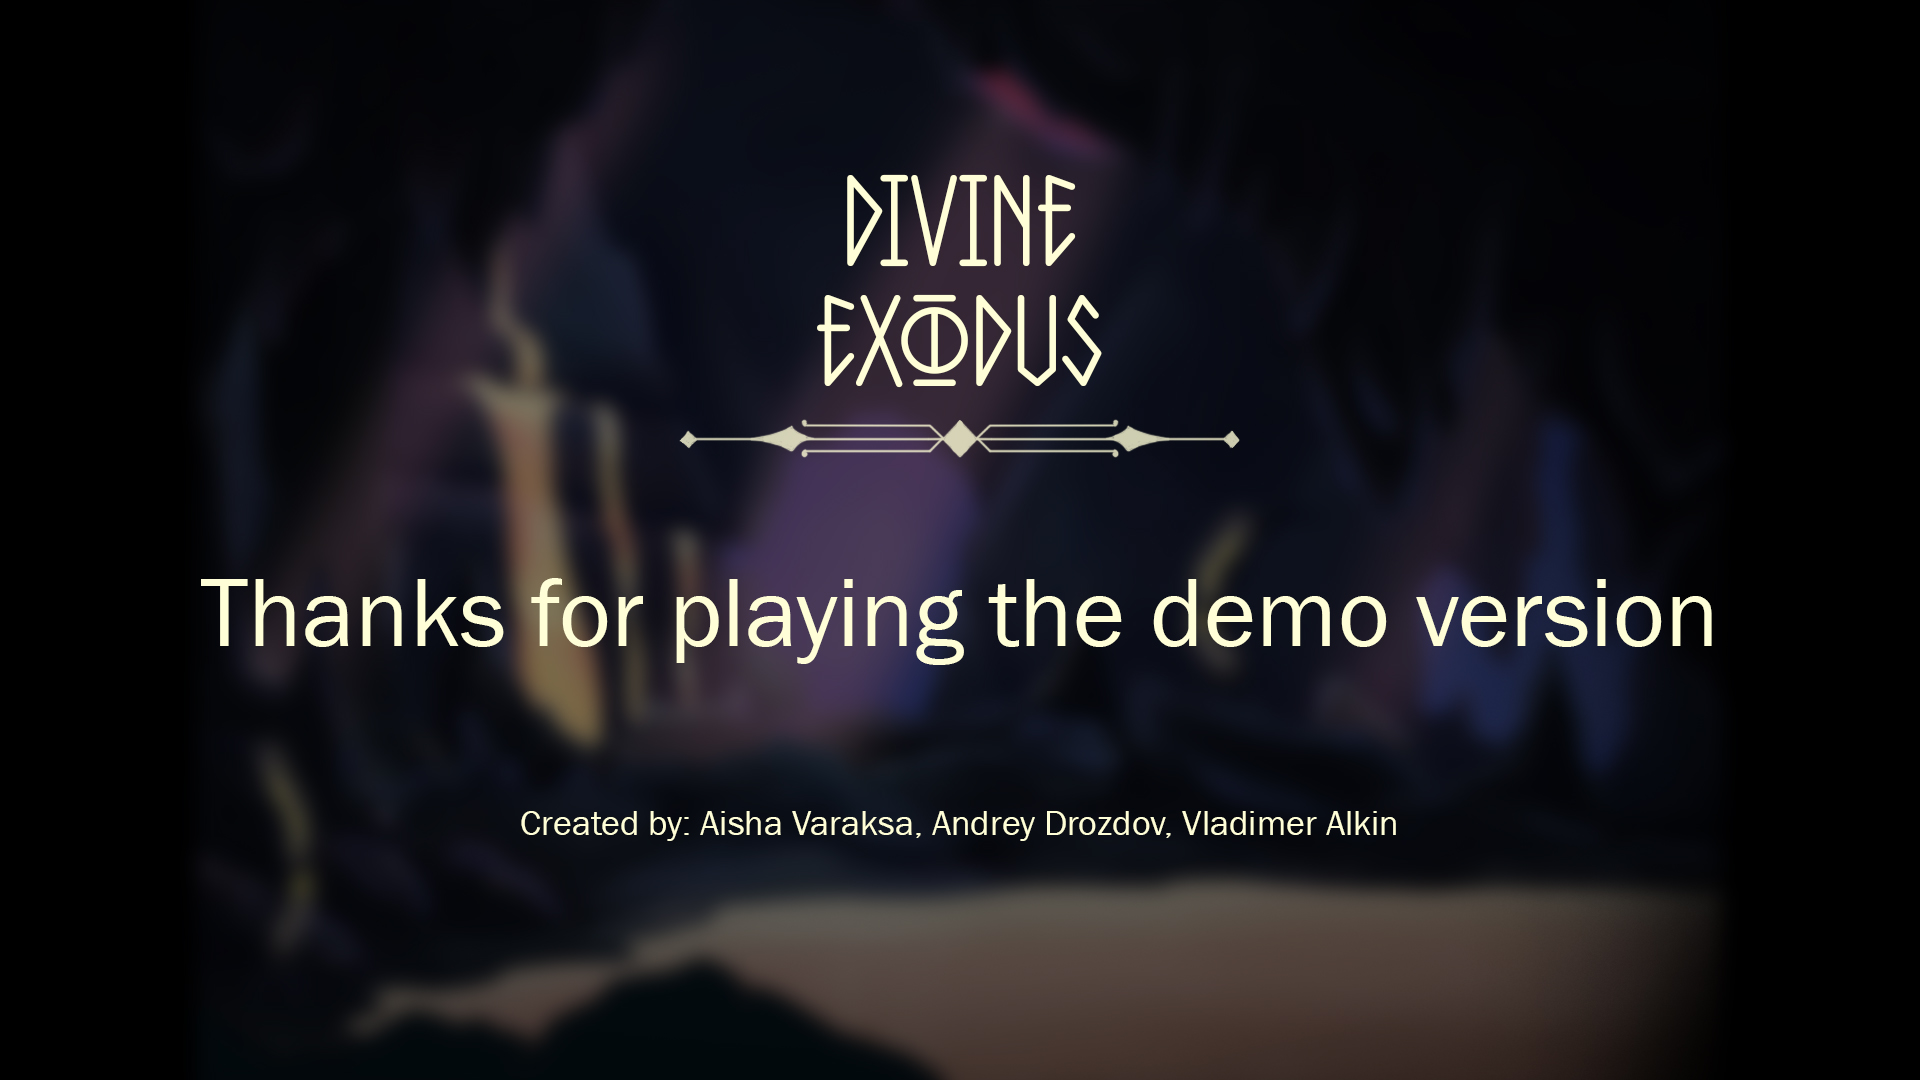 DIVINE
EXODUS
Thanks for playing the demo version
Created by: Aisha Varaksa, Andrey Drozdov, Vladimer Alkin